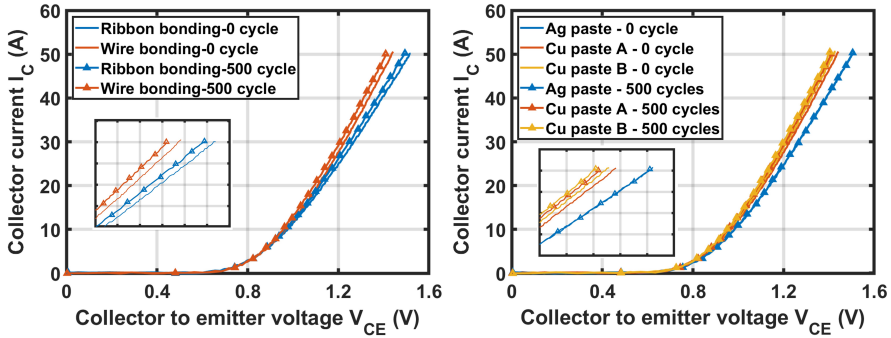 60
50
40
30
20
10
0
Collector current I_C (A)
Ribbon bonding-0 cycle
Wire bonding-0 cycle
Ribbon bonding-500 cycle
Wire bonding-500 cycle
0 0.4 0.8 1.2 1.6
Collector to emitter voltage V_CE (V)
60
50
40
30
20
10
0
Collector current I_C (A)
Ag paste - 0 cycle
Cu paste A - 0 cycle
Cu paste B - 0 cycle
Ag paste - 500 cycles
Cu paste A - 500 cycles
Cu paste B - 500 cycles
0 0.4 0.8 1.2 1.6
Collector to emitter voltage V_CE (V)